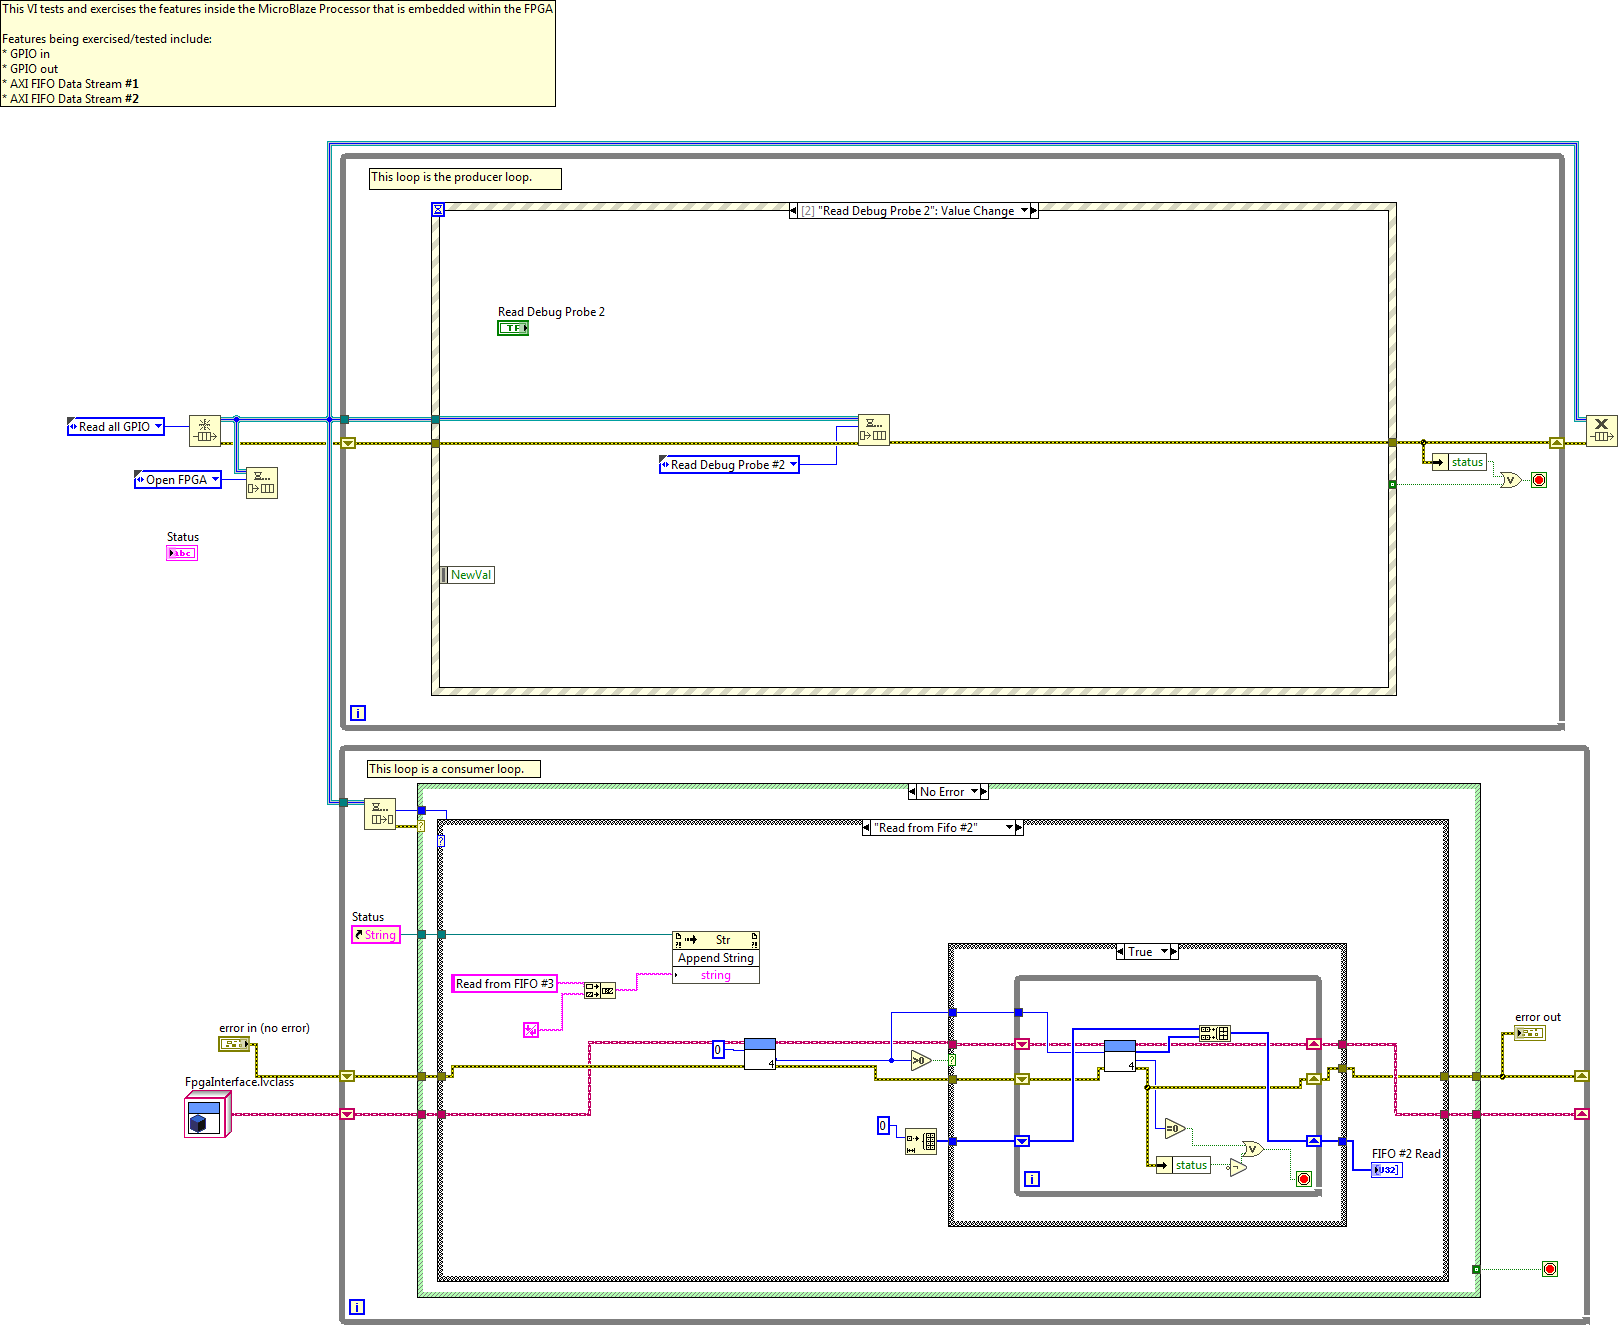 This VI tests and exercises the features inside the MicroBlaze Processor that is embedded within the FPGA
Features being exercised/tested include:
* GPIO in
* GPIO out
* AXI FIFO Data Stream #1
* AXI FIFO Data Stream #2
This loop is the producer loop.
[2] "Read Debug Probe 2": Value Change
Read Debug Probe 2
TF
Read all GPIO
Read Debug Probe #2
status
V
Open FPGA
Status
abc
NewVal
i
This loop is a consumer loop.
No Error
?
"Read from Fifo #2"
?
Status
String
Str
Append String
string
True
Read from FIFO #3
error in (no error)
error out
0
4
>0
?
4
FpgaInterface.lvclass
0
=0
V
status
FIFO #2 Read
U32]
i
i